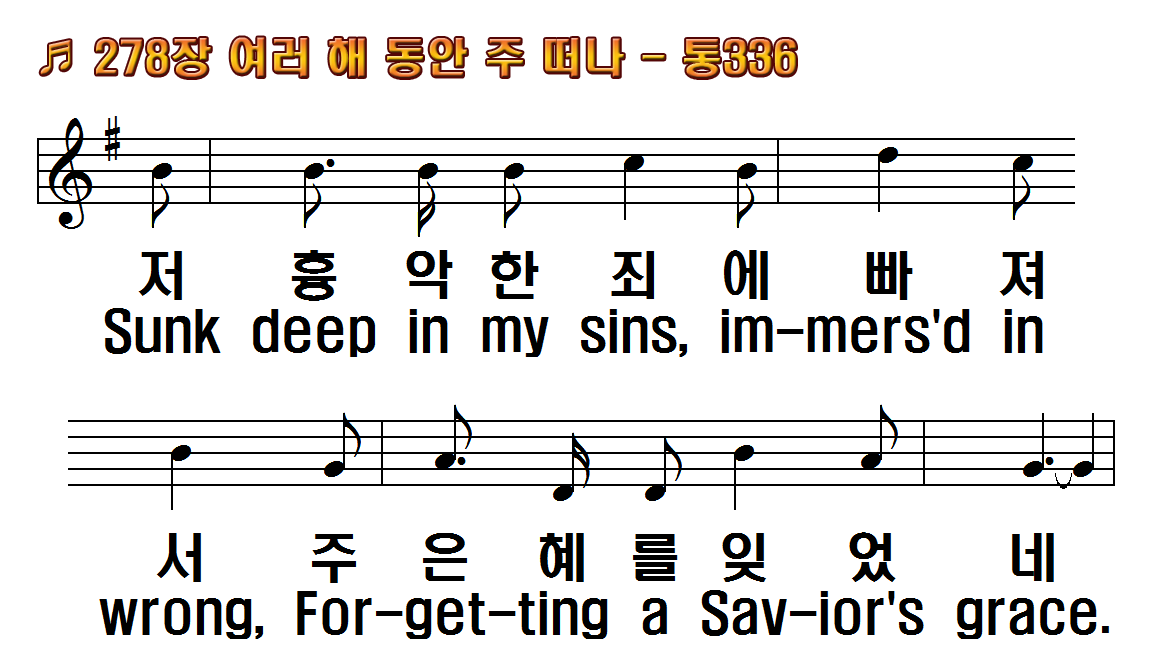 ♬ 278장 여러 해 동안 주 떠나 - 통336
저 흉 악 한 죄 에 빠 져
Sunk deep in my sins, im-mers'd in
서 주 은 혜 를 잊 었 네
wrong, For-get-ting a Sav-ior's grace.